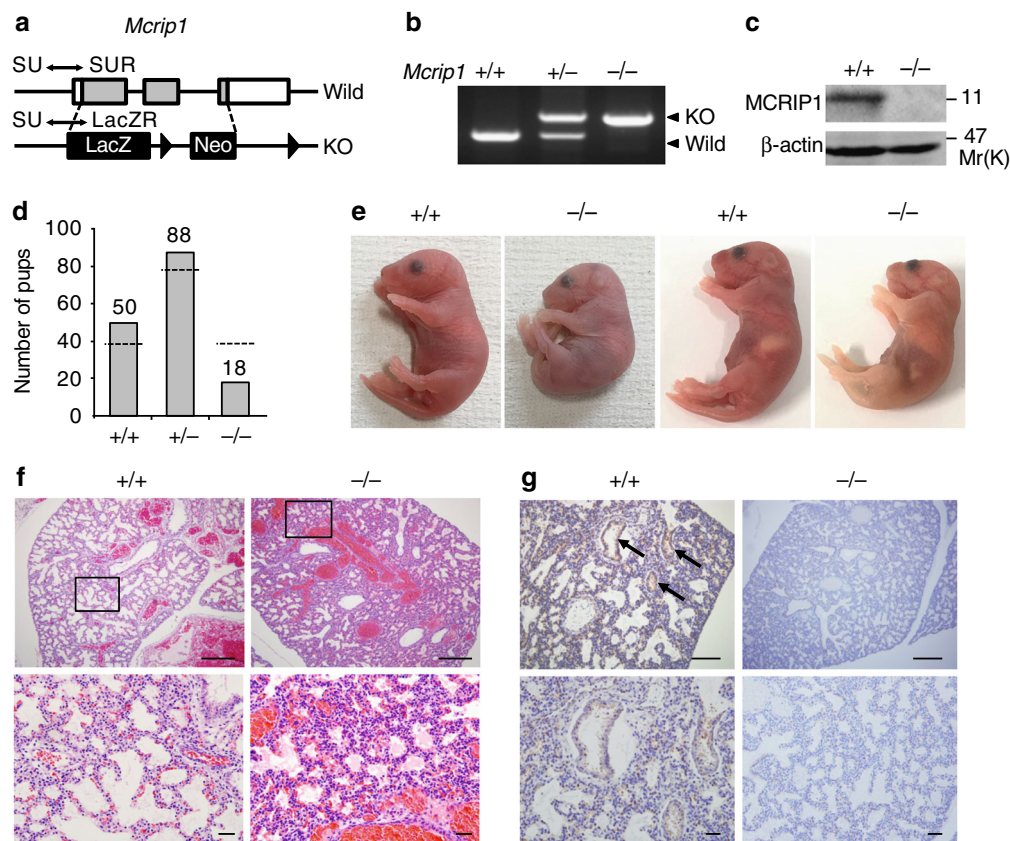 a
Mcrip1
SU SUR
Wild
SU LacZR
LacZ Neo KO
b
Mcrip1 +/+ +/– –/–
KO
Wild
c
+/+ –/–
MCRIP1 11
47
β-actin Mr(K)
d
Number of pups
100
80
60
40
20
0
50
88
18
+/+ +/– –/–
e
+/+ –/– +/+ –/–
f
+/+ –/–
g
+/+ –/–